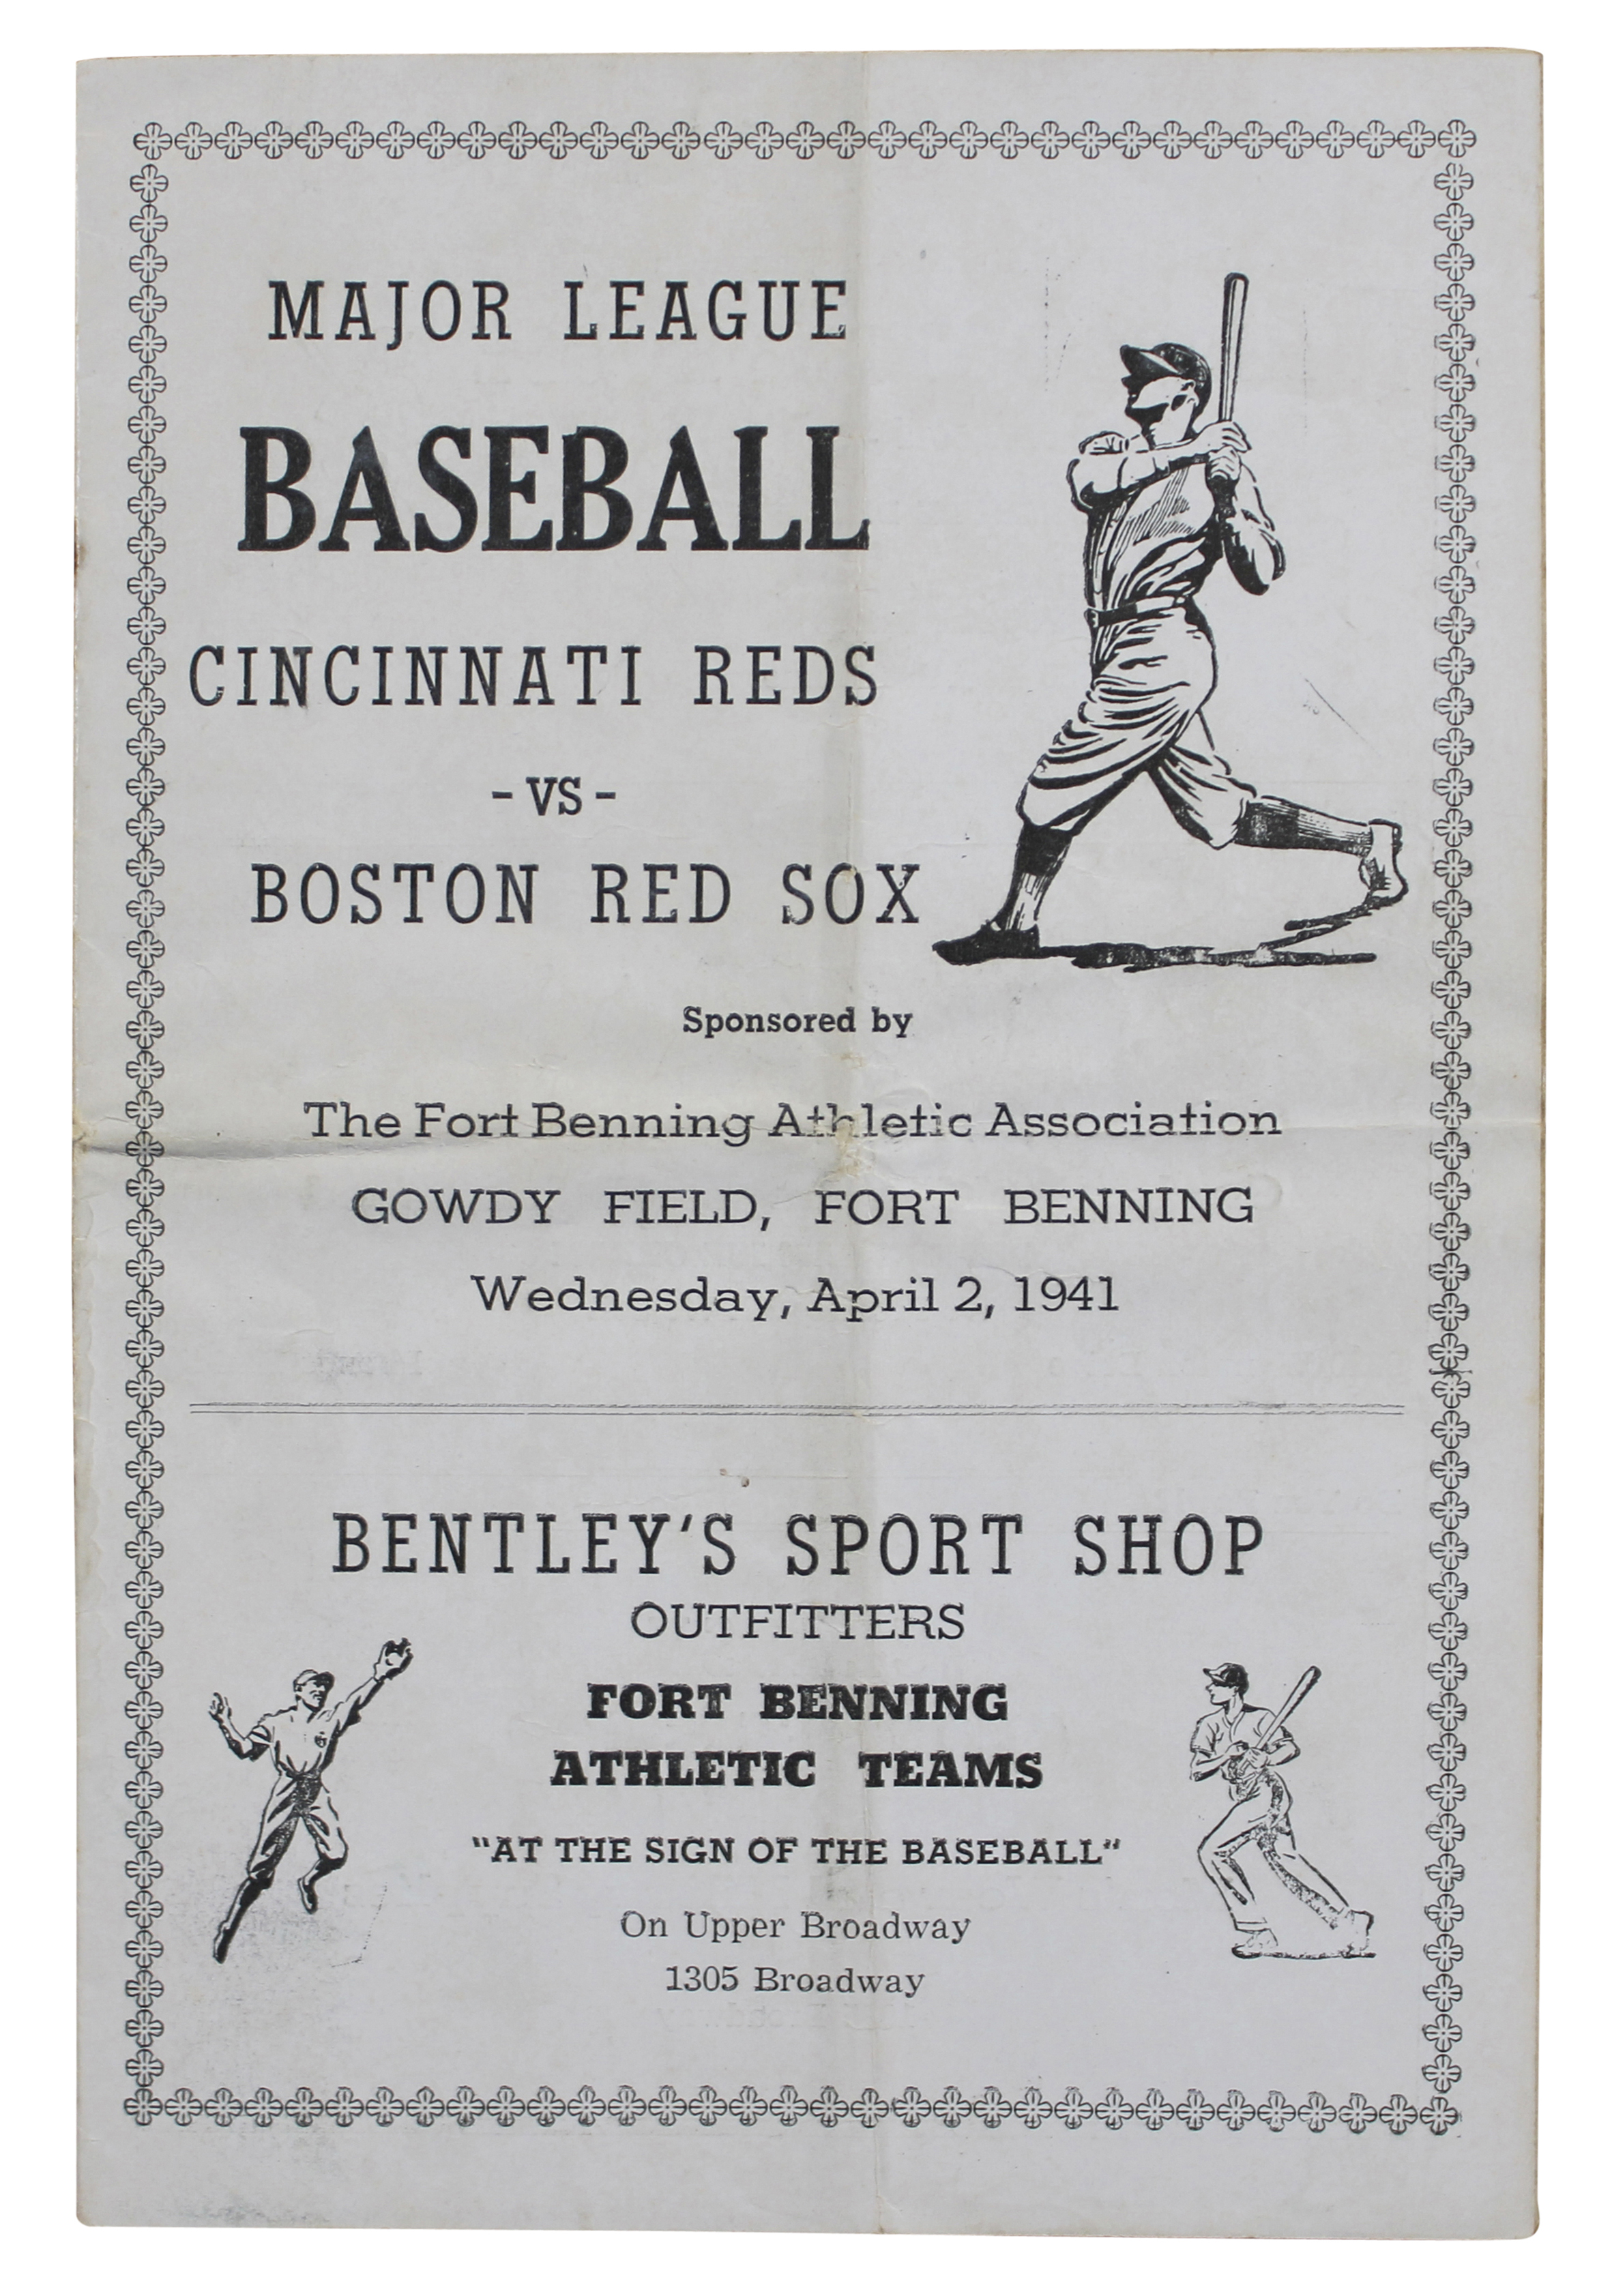 MAJOR LEAGUE
BASEBALL
CINCINNATI REDS
- VS -
BOSTON RED SOX
Sponsored by
The Fort Benning Athletic Association
GOWDY FIELD, FORT BENNING
Wednesday, April 2, 1941
BENTLEY'S SPORT SHOP
OUTFITTERS
FORT BENNING
ATHLETIC TEAMS
"AT THE SIGN OF THE BASEBALL"
On Upper Broadway
1305 Broadway